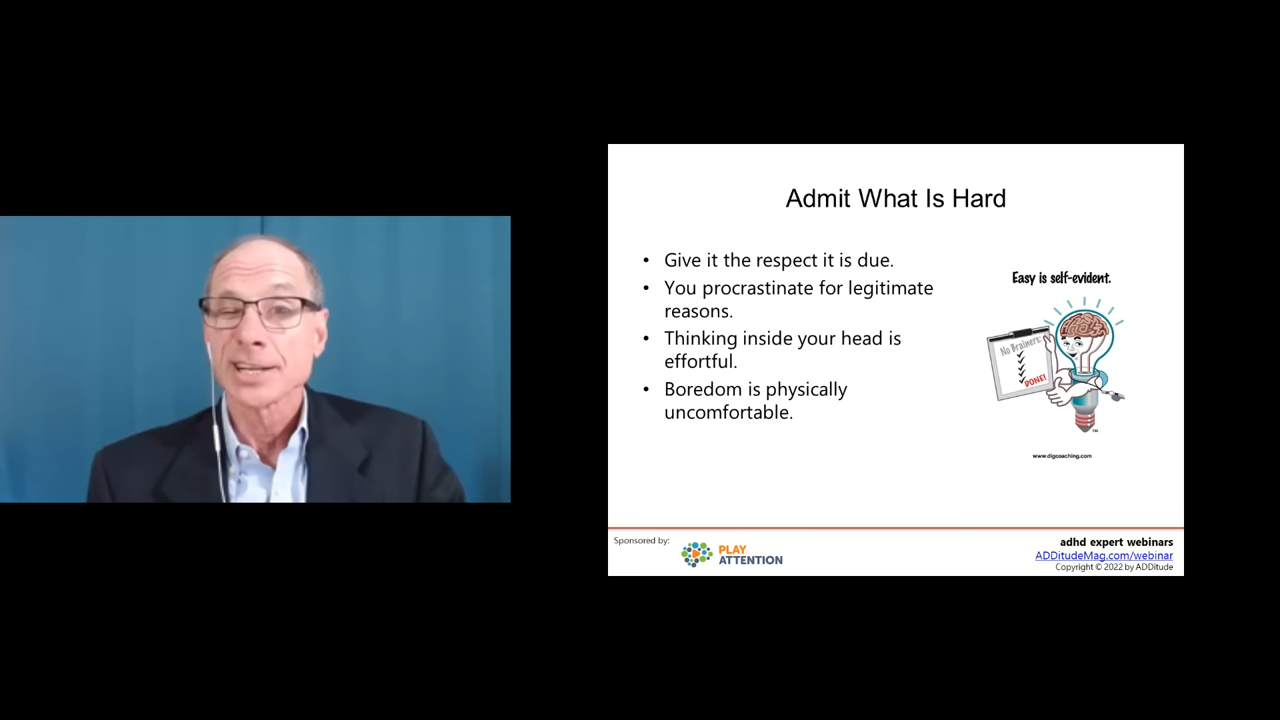 Admit What Is Hard
• Give it the respect it is due.
• You procrastinate for legitimate
reasons.
• Thinking inside your head is
effortful.
• Boredom is physically
uncomfortable.
Easy is self-evident.
No Brainers:
DONE!
TM
www.digcoaching.com
Sponsored by:
PLAY
ATTENTION
adhd expert webinars
ADDitudeMag.com/webinar
Copyright © 2022 by ADDitude